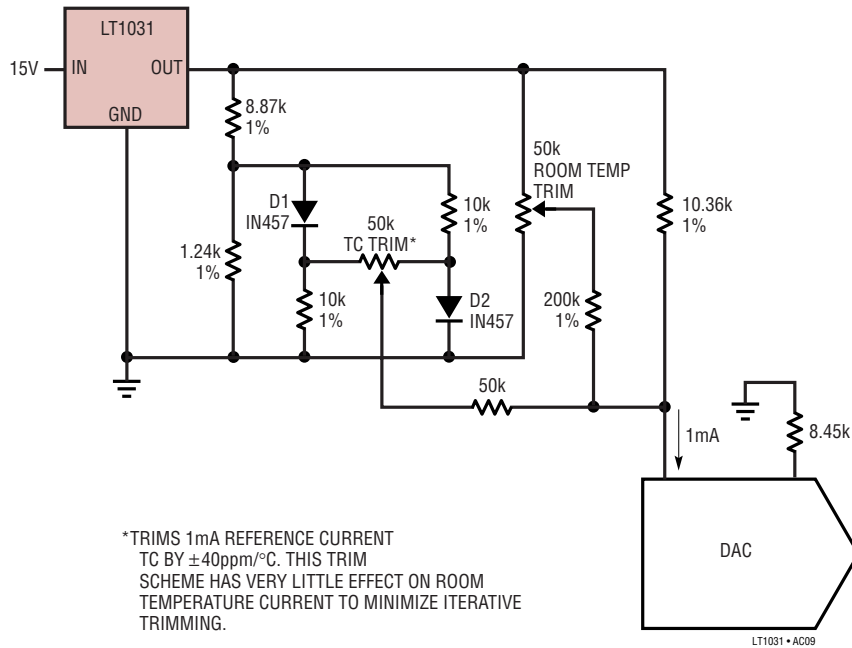 LT1031
15V
IN
OUT
GND
8.87k
1%
50k
ROOM TEMP
TRIM
D1
IN457
50k
TC TRIM*
10k
1%
10.36k
1%
1.24k
1%
10k
1%
D2
IN457
200k
1%
50k
1mA
8.45k
DAC
*TRIMS 1mA REFERENCE CURRENT
TC BY ±40ppm/°C. THIS TRIM
SCHEME HAS VERY LITTLE EFFECT ON ROOM
TEMPERATURE CURRENT TO MINIMIZE ITERATIVE
TRIMMING.
LT1031 • AC09